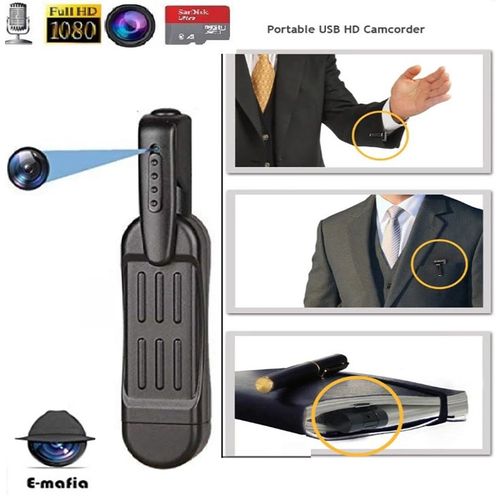 Full HD
1080
SanDisk
Ultra
Portable USB HD Camcorder
E-mafia